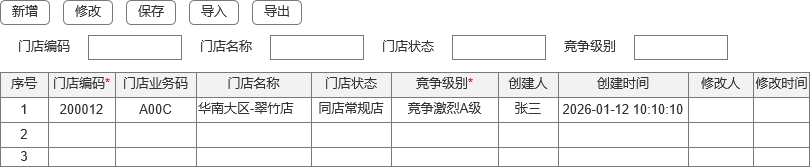 新增 修改 保存 导入 导出
门店编码 门店名称 门店状态 竞争级别
序号 门店编码* 门店业务码 门店名称 门店状态 竞争级别* 创建人 创建时间 修改人 修改时间
1 200012 A00C 华南大区-翠竹店 同店常规店 竞争激烈A级 张三 2026-01-12 10:10:10
2
3